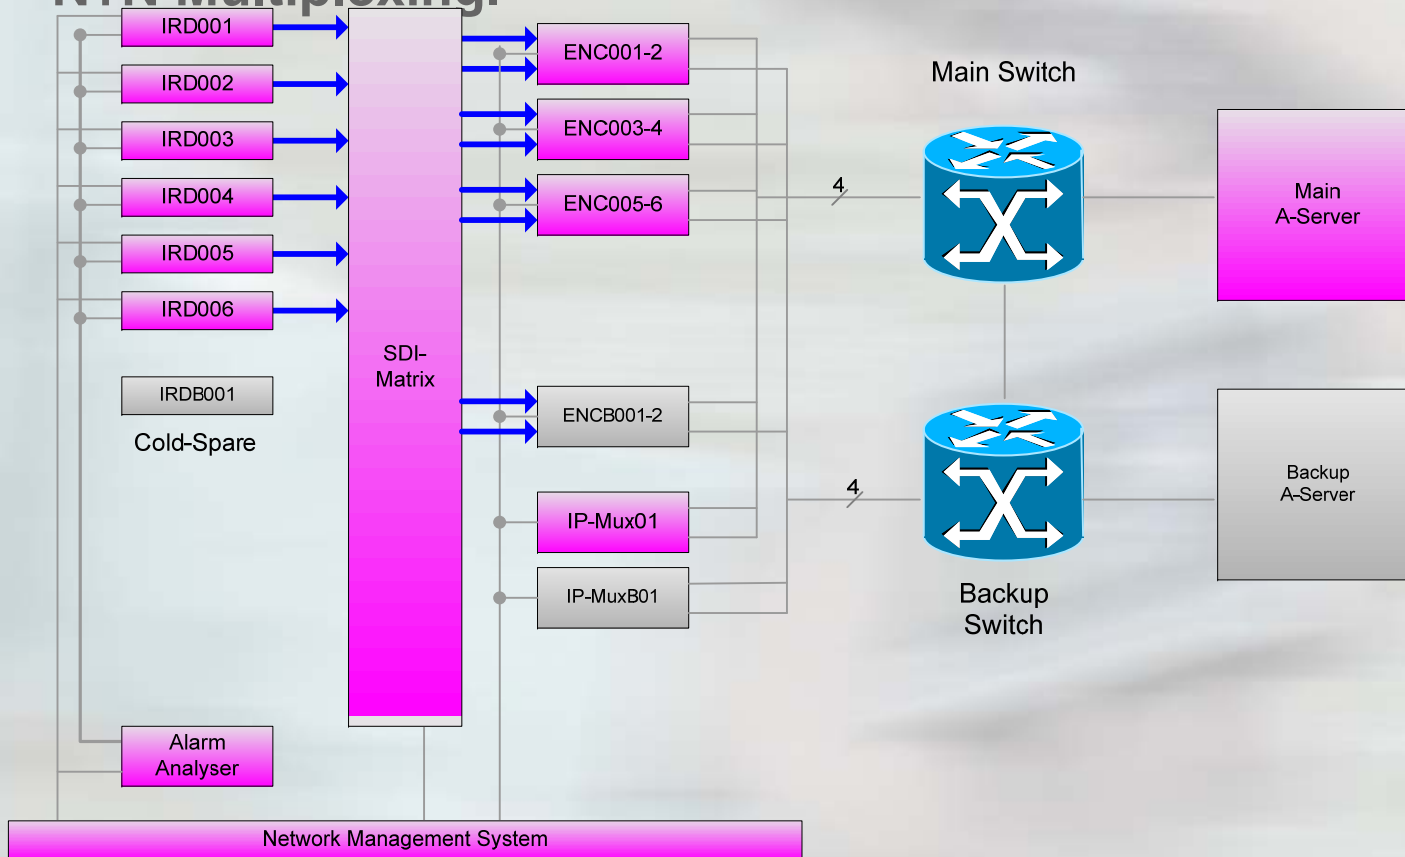 IRD001
IRD002
IRD003
IRD004
IRD005
IRD006
IRDB001
Cold-Spare
Alarm
Analyser
SDI-
Matrix
ENC001-2
ENC003-4
ENC005-6
ENCB001-2
IP-Mux01
IP-MuxB01
4
4
Main Switch
Backup
Switch
Main
A-Server
Backup
A-Server
Network Management System